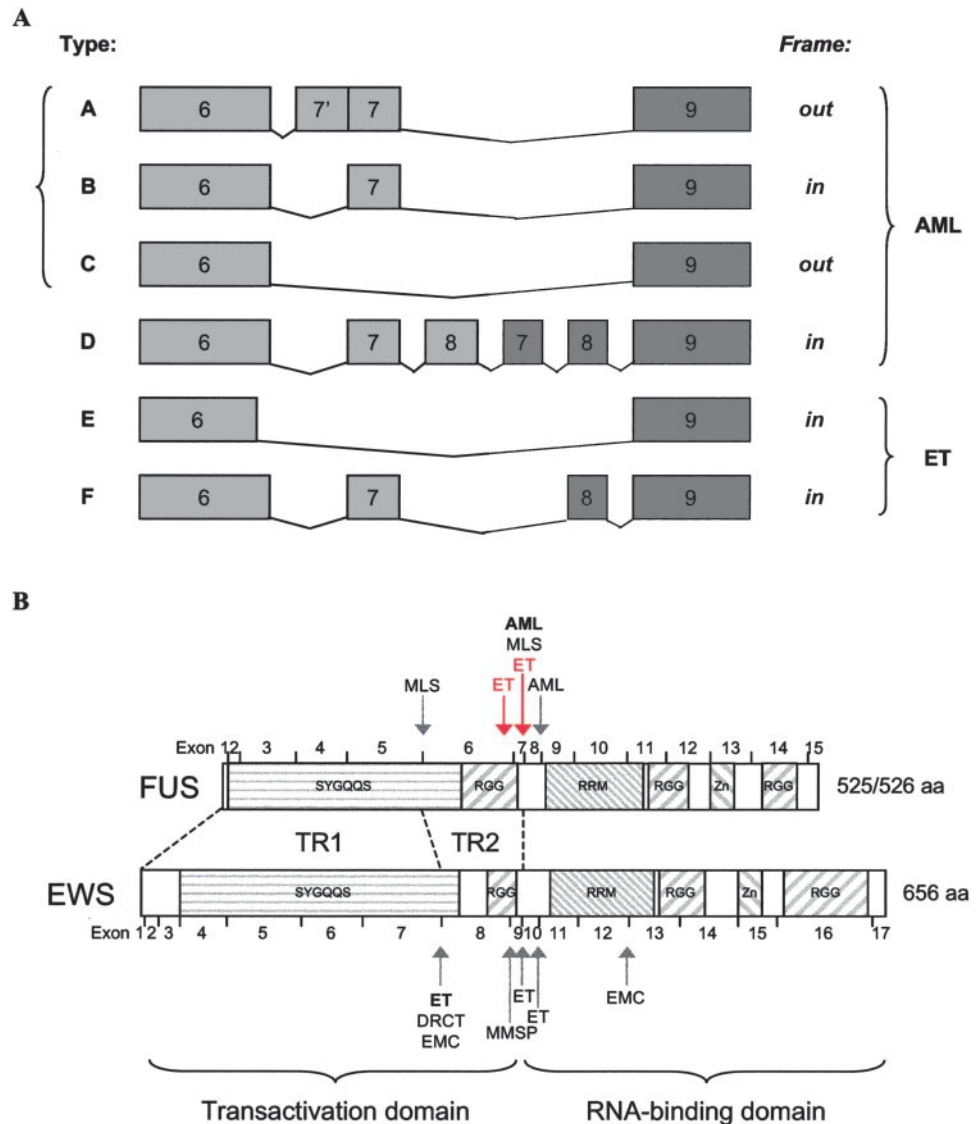 A
Type: Frame:
A 6 7' 7 9 out
B 6 7 9 in
C 6 9 out
D 6 7 8 7 8 9 in
AML
E 6 9 in
F 6 7 8 9 in
ET
B
AML
MLS
ET
MLS ET AML
Exon 1 2 3 4 5 6 7 8 9 10 11 12 13 14 15
FUS SYGQQS RGG RRM RGG Zn RGG 525/526 aa
TR1 TR2
EWS SYGQQS RGG RRM RGG Zn RGG 656 aa
Exon 1 2 3 4 5 6 7 8 9 10 11 12 13 14 15 16 17
ET
DRCT
EMC
MMSP
ET
ET
EMC
Transactivation domain RNA-binding domain